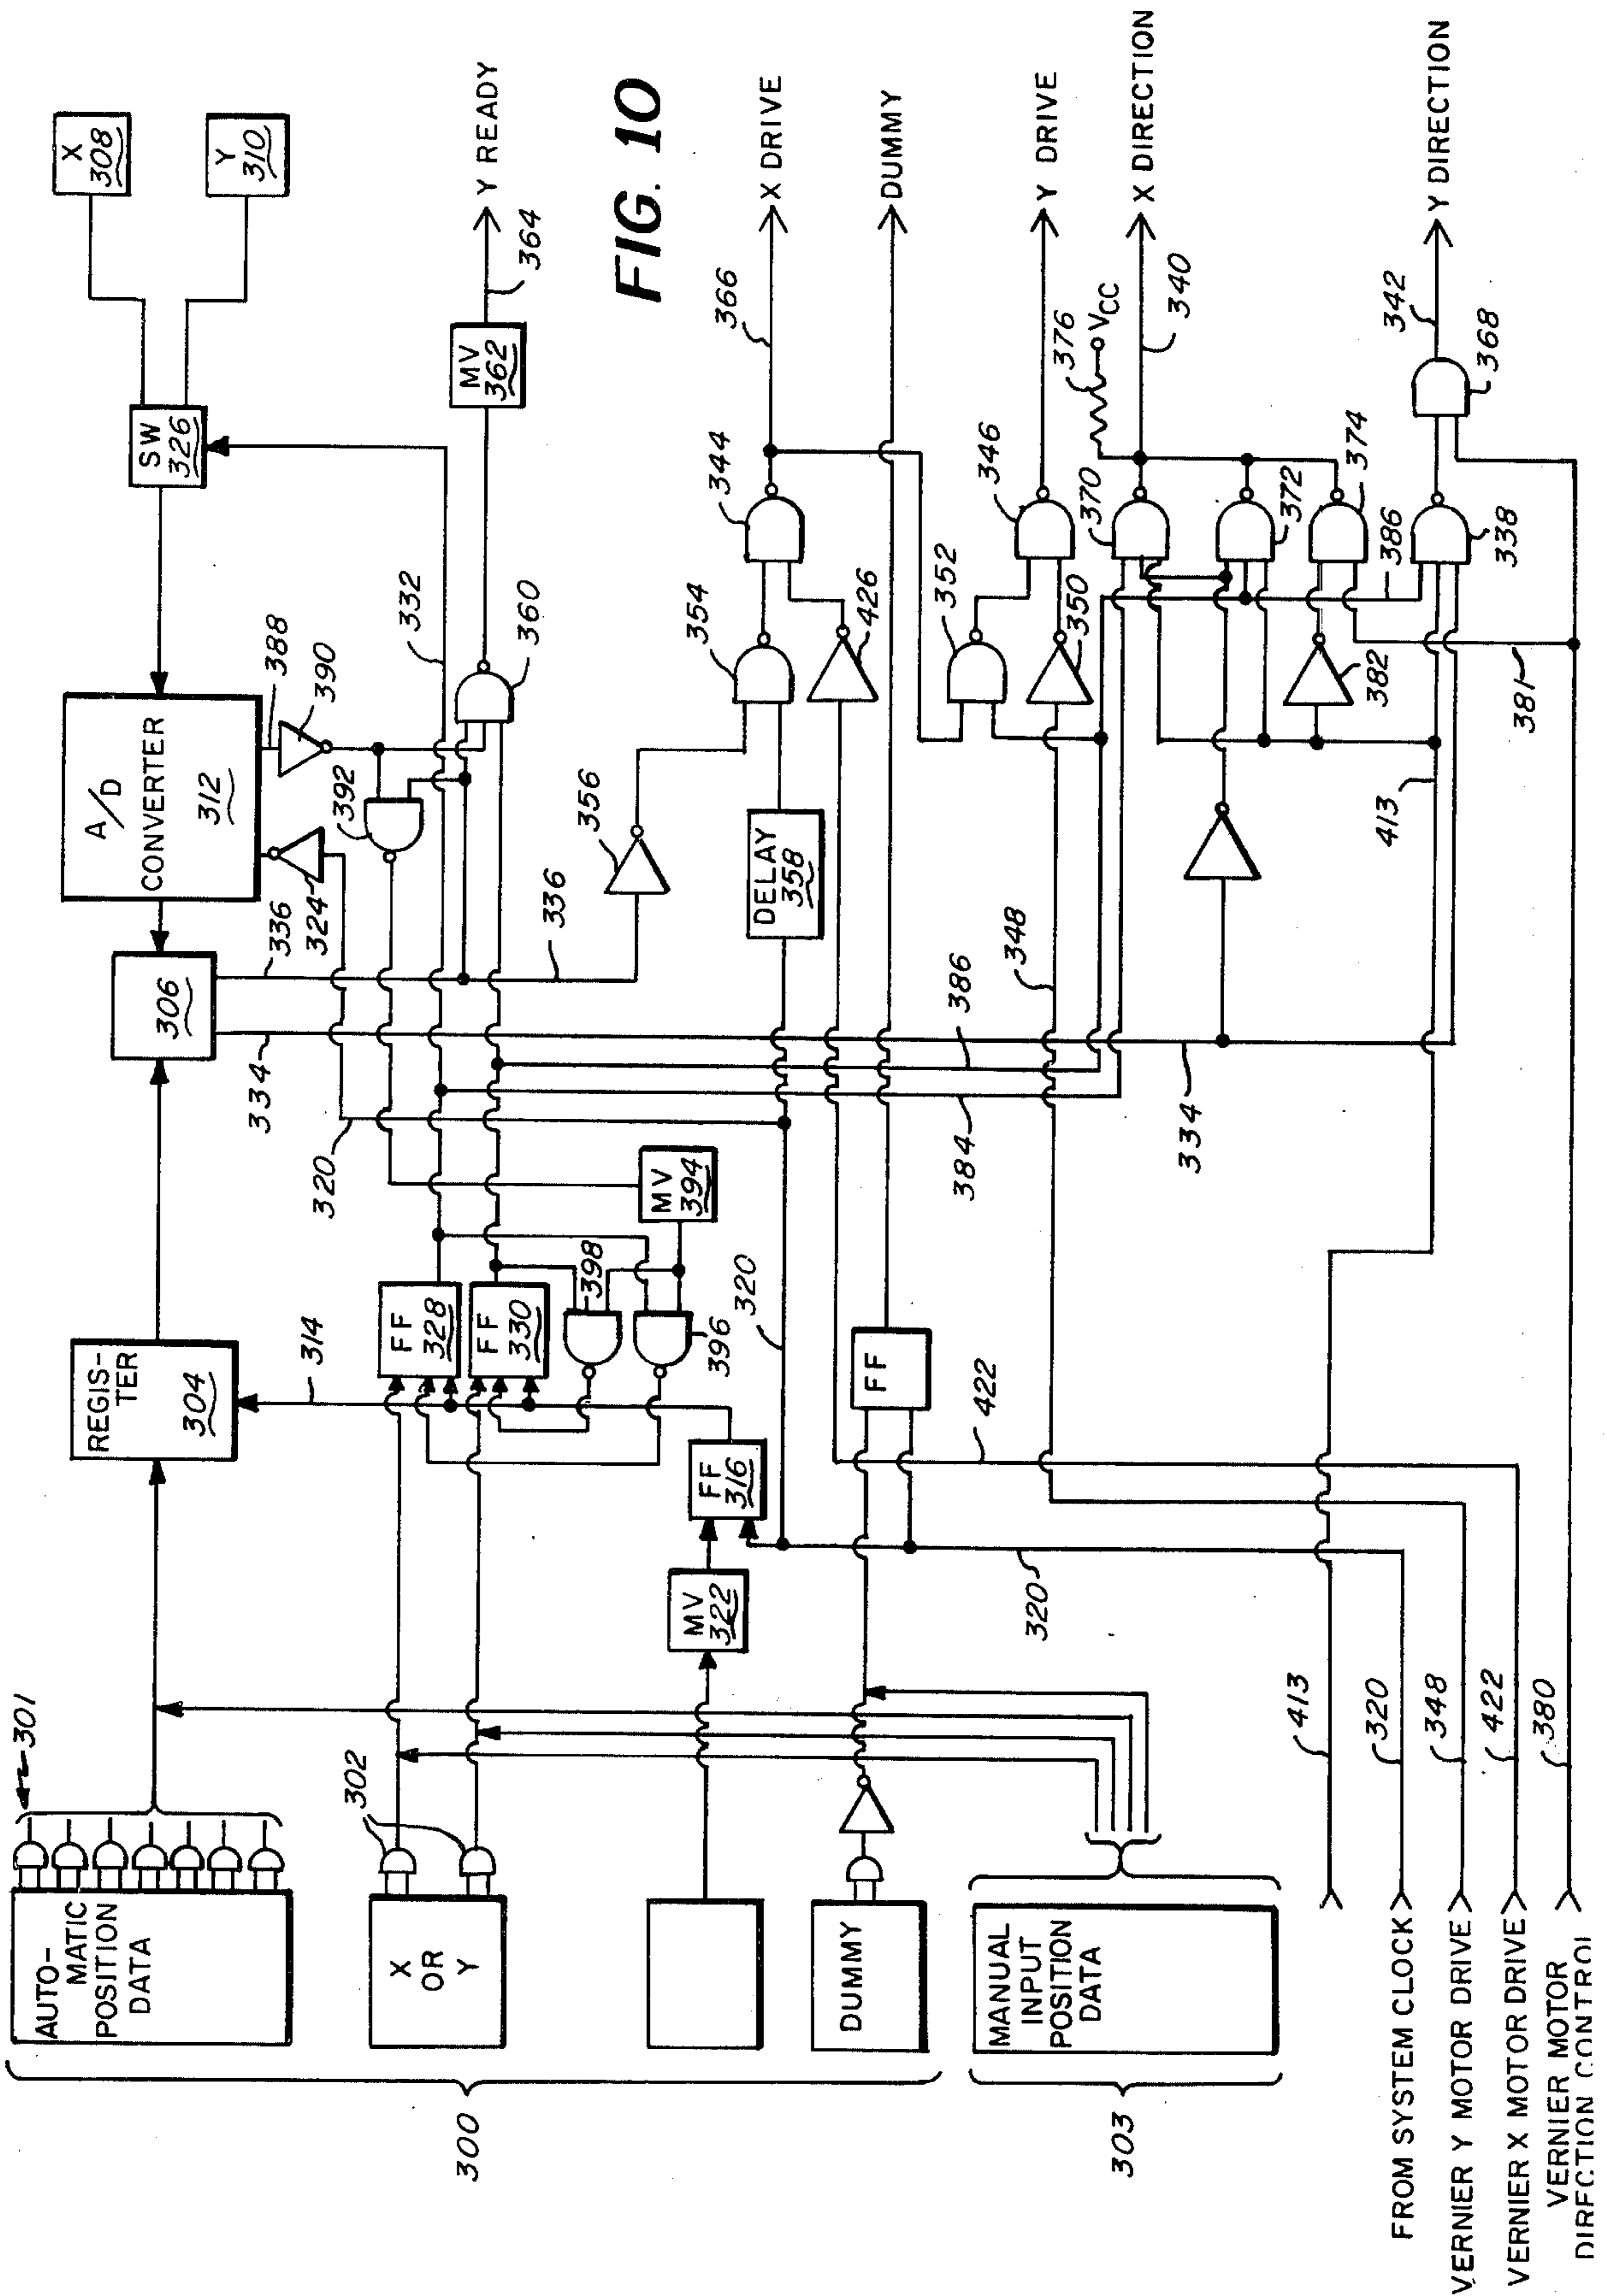 FIG. 10
AUTO-
MATIC
POSITION
DATA
301
REGIS-
TER
304
306
A/D
CONVERTER
312
SW
326
X
308
Y
310
X
OR
Y
302
314
FF
328
FF
330
398
396
MV
394
320
334
336
324
388
390
392
332
360
MV
362
364
Y READY
MV
322
FF
316
320
336
356
DELAY
358
354
344
426
366
X DRIVE
DUMMY
FF
DUMMY
300
MANUAL
INPUT
POSITION
DATA
303
320
422
384
386
348
334
352
350
346
Y DRIVE
370
376
VCC
340
X DIRECTION
372
374
382
386
381
413
338
368
342
Y DIRECTION
413
FROM SYSTEM CLOCK
320
VERNIER Y MOTOR DRIVE
348
VERNIER X MOTOR DRIVE
422
VERNIER MOTOR
DIRECTION CONTROL
380